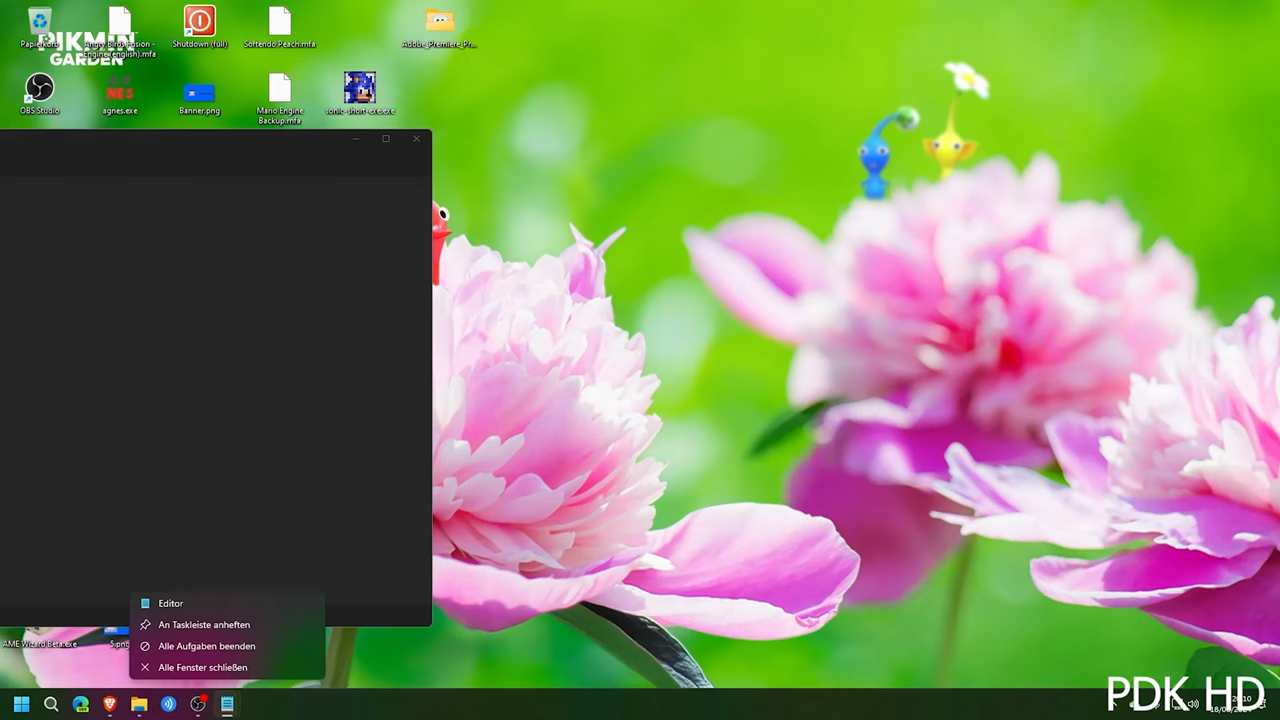 Papierkorb
Shutdown (full)
Softendo Peach.mfa
Adobe_Premiere_Pr...
PIKMIN
GARDEN
OBS Studio
agnes.exe
Banner.png
Mario Engine
Backup.mfa
sonic-short-exe.exe
AME Wizard Beta.exe
5.png
Editor
An Taskleiste anheften
Alle Aufgaben beenden
Alle Fenster schließen
PDK HD